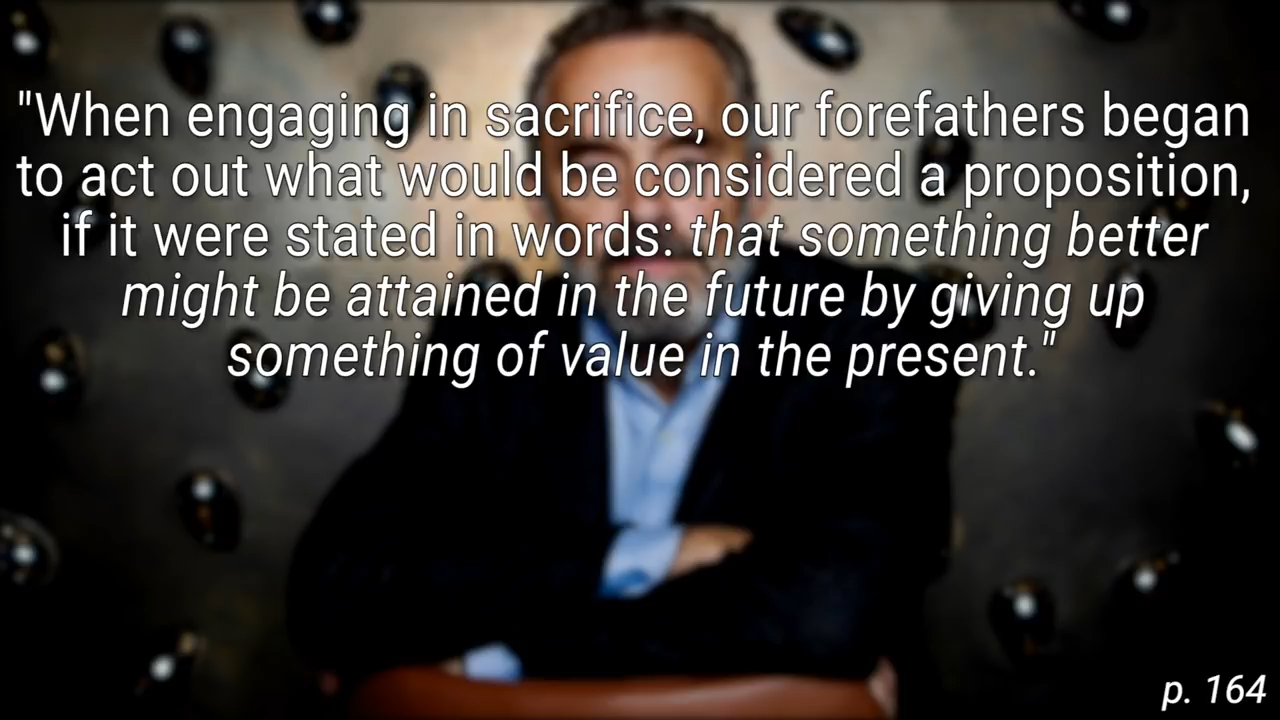 "When engaging in sacrifice, our forefathers began
to act out what would be considered a proposition,
if it were stated in words: that something better
might be attained in the future by giving up
something of value in the present."
p. 164